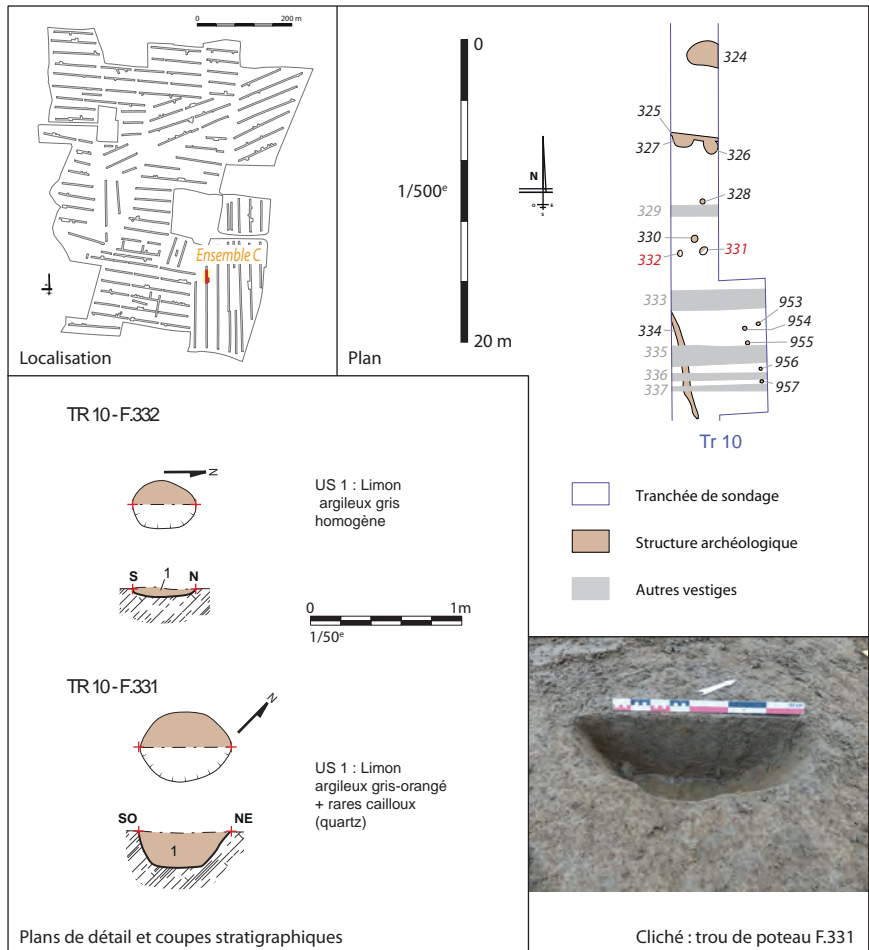 0 200 m
Ensemble C
Localisation
0
1/500e
20 m
N
O E
S
Plan
324
325
327
326
328
329
330
331
332
333
953
954
334
955
335
956
336
957
337
Tr 10
Tranchée de sondage
Structure archéologique
Autres vestiges
TR 10 - F.332
N
US 1 : Limon
argileux gris
homogène
S 1 N
0 1m
1/50e
TR 10 - F.331
N
US 1 : Limon
argileux gris-orangé
+ rares cailloux
(quartz)
SO NE
1
Plans de détail et coupes stratigraphiques
Cliché : trou de poteau F.331